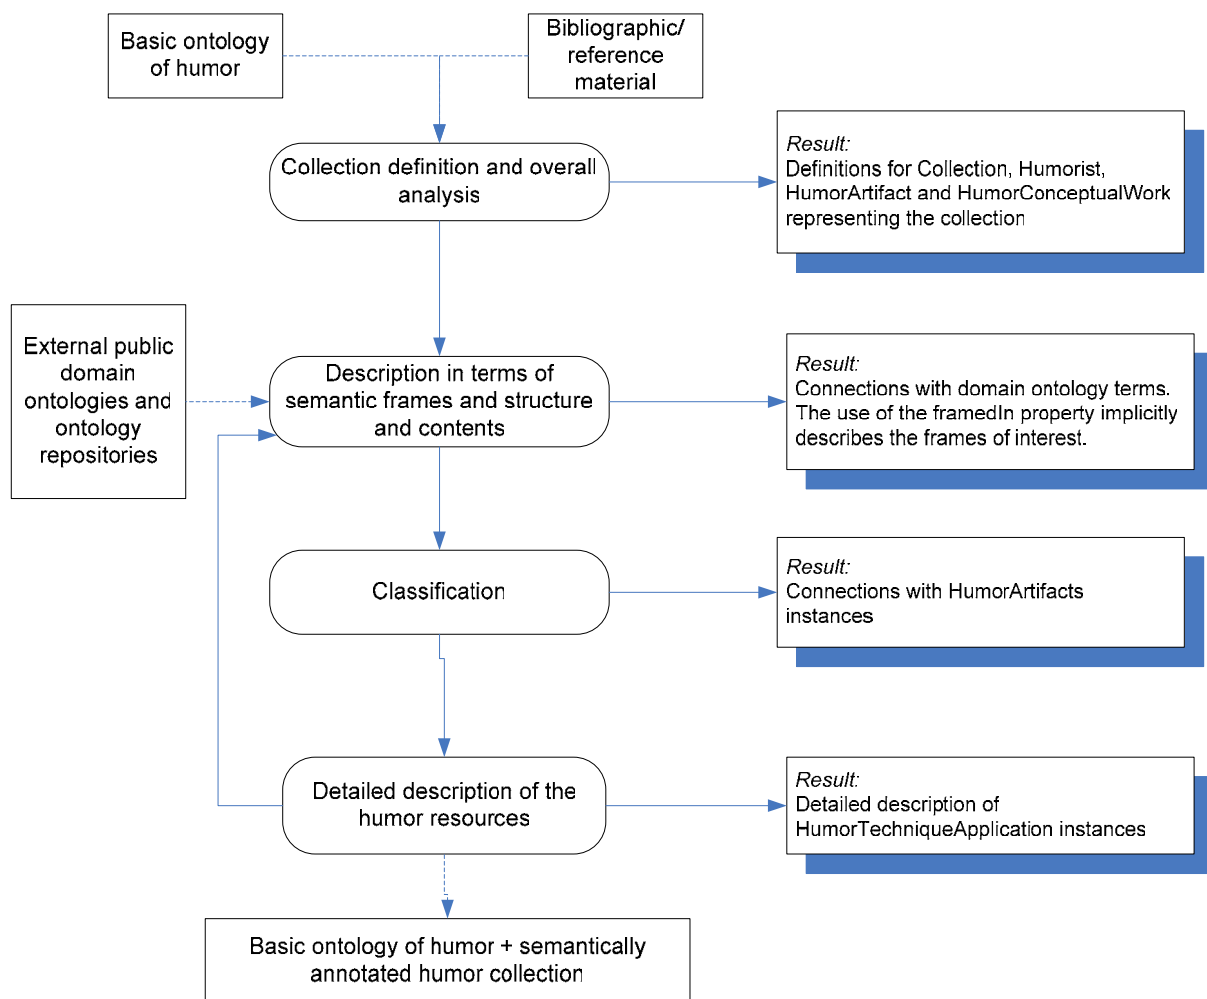 Basic ontology
of humor
Bibliographic/
reference
material
Collection definition and overall
analysis
Result:
Definitions for Collection, Humorist,
HumorArtifact and HumorConceptualWork
representing the collection
External public
domain
ontologies and
ontology
repositories
Description in terms of
semantic frames and structure
and contents
Result:
Connections with domain ontology terms.
The use of the framedIn property implicitly
describes the frames of interest.
Classification
Result:
Connections with HumorArtifacts
instances
Detailed description of the
humor resources
Result:
Detailed description of
HumorTechniqueApplication instances
Basic ontology of humor + semantically
annotated humor collection